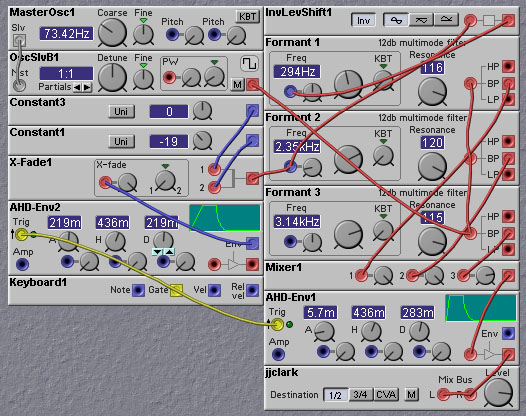 MasterOsc1
KBT
Slv
73.42Hz
Coarse
Fine
Pitch
Pitch
OscSlvB1
Mst
1:1
Partials
Detune
Fine
PW
M
Constant3
Uni
0
Constant1
Uni
-19
X-Fade1
X-fade
1
2
AHD-Env2
Trig
219m
436m
219m
A
H
D
Env
Amp
Keyboard1
Note
Gate
Vel
Rel
vel
InvLevShift1
Inv
Formant 1
12db multimode filter
Freq
294Hz
KBT
Resonance
116
HP
BP
LP
Formant 2
12db multimode filter
Freq
2.35kHz
KBT
Resonance
120
HP
BP
LP
Formant 3
12db multimode filter
Freq
3.14kHz
KBT
Resonance
115
HP
BP
LP
Mixer1
1
2
3
AHD-Env1
Trig
5.7m
436m
283m
A
H
D
Env
Amp
jjclark
Destination
1/2
3/4
CVA
M
Mix Bus
L
R
Level